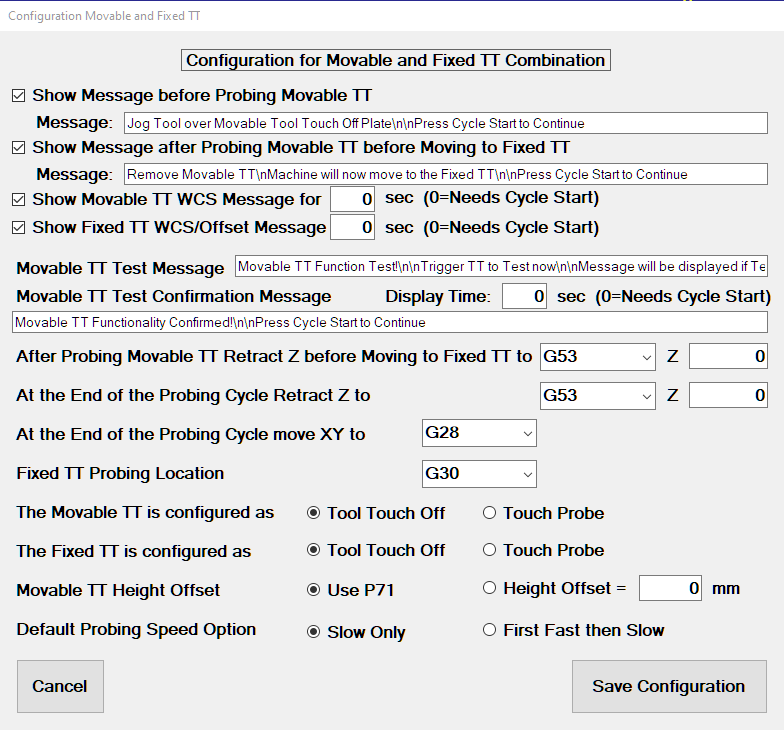 Configuration Movable and Fixed TT
Configuration for Movable and Fixed TT Combination
Show Message before Probing Movable TT
Message: Jog Tool over Movable Tool Touch Off Plate\n\nPress Cycle Start to Continue
Show Message after Probing Movable TT before Moving to Fixed TT
Message: Remove Movable TT\nMachine will now move to the Fixed TT\n\nPress Cycle Start to Continue
Show Movable TT WCS Message for 0 sec (0=Needs Cycle Start)
Show Fixed TT WCS/Offset Message 0 sec (0=Needs Cycle Start)
Movable TT Test Message Movable TT Function Test!\n\nTrigger TT to Test now\n\nMessage will be displayed if Te
Movable TT Test Confirmation Message Display Time: 0 sec (0=Needs Cycle Start)
Movable TT Functionality Confirmed!\n\nPress Cycle Start to Continue
After Probing Movable TT Retract Z before Moving to Fixed TT to G53 Z 0
At the End of the Probing Cycle Retract Z to G53 Z 0
At the End of the Probing Cycle move XY to G28
Fixed TT Probing Location G30
The Movable TT is configured as Tool Touch Off Touch Probe
The Fixed TT is configured as Tool Touch Off Touch Probe
Movable TT Height Offset Use P71 Height Offset = 0 mm
Default Probing Speed Option Slow Only First Fast then Slow
Cancel Save Configuration